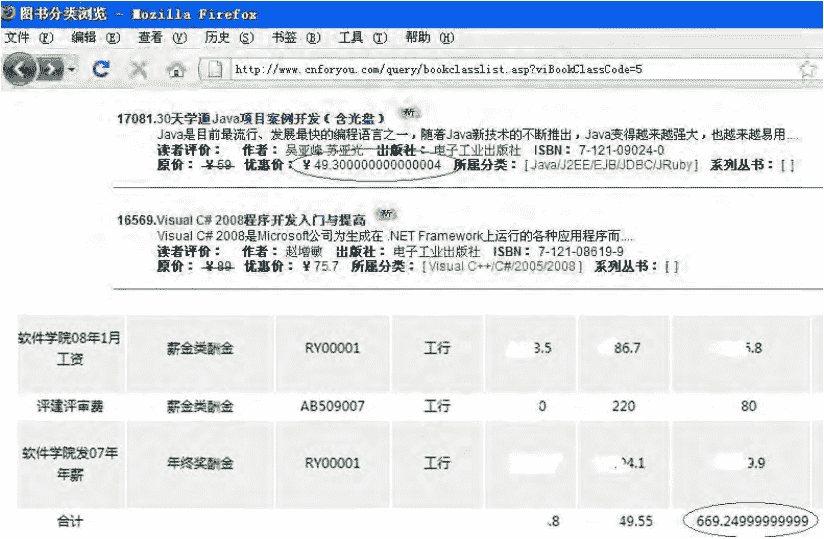 图书分类浏览 - Mozilla Firefox
文件(F) 编辑(E) 查看(V) 历史(S) 书签(B) 工具(T) 帮助(H)
http://www.cnforyou.com/query/bookclasslist.asp?viBookClassCode=5
17081.30天学通Java项目案例开发（含光盘） 新
Java是目前最流行、发展最快的编程语言之一，随着Java新技术的不断推出，Java变得越来越强大，也越来越易用....
读者评价： 作者：吴亚峰 苏亚光 出版社：电子工业出版社 ISBN：7-121-09024-0
原价：￥59 优惠价：￥49.300000000000004 所属分类：[Java/J2EE/EJB/JDBC/JRuby] 系列丛书：[ ]
16569.Visual C# 2008程序开发入门与提高 新
Visual C# 2008是Microsoft公司为生成在 .NET Framework上运行的各种应用程序而....
读者评价： 作者：赵增敏 出版社：电子工业出版社 ISBN：7-121-08619-9
原价：￥89 优惠价：￥75.7 所属分类：[Visual C++/C#/2005/2008] 系列丛书：[ ]
软件学院08年1月工资 薪金类酬金 RY00001 工行 3.5 86.7 5.8
评建评审费 薪金类酬金 AB509007 工行 0 220 80
软件学院发07年年薪 年终奖酬金 RY00001 工行 04.1 9.9
合计 .8 49.55 669.24999999999